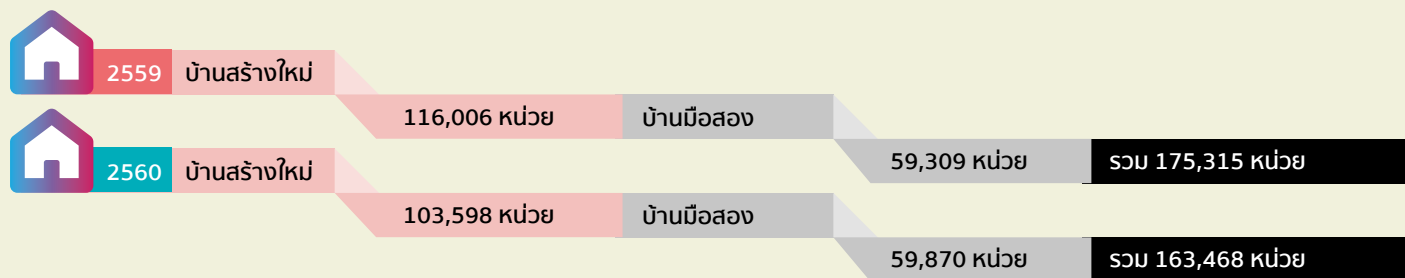 2559 บ้านสร้างใหม่
116,006 หน่วย บ้านมือสอง
59,309 หน่วย รวม 175,315 หน่วย
2560 บ้านสร้างใหม่
103,598 หน่วย บ้านมือสอง
59,870 หน่วย รวม 163,468 หน่วย